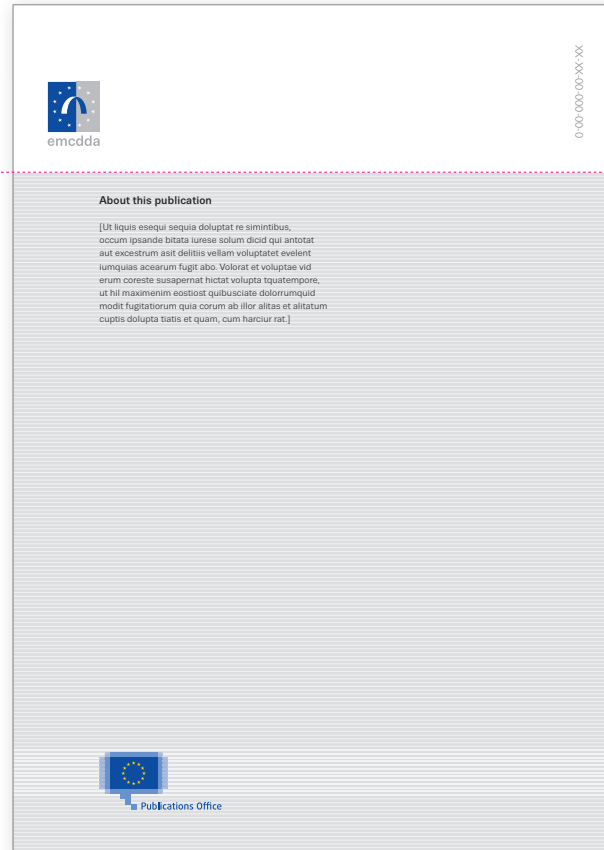 XX-XX-00-000-00-0
emcdda
About this publication
[Ut liquis esequi sequia doluptat re simintibus,
occum ipsande bitata iurese solum dicid qui antotat
aut excestrum asit delitiis vellam voluptatet evelent
iumquias acearum fugit abo. Volorat et voluptae vid
erum coreste susapernat hictat volupta tquatempore,
ut hil maximenim eostiost quibusciate dolorrumquid
modit fugitatiorum quia corum ab illor alitas et alitatum
cuptis dolupta tiatis et quam, cum harciur rat.]
Publications Office